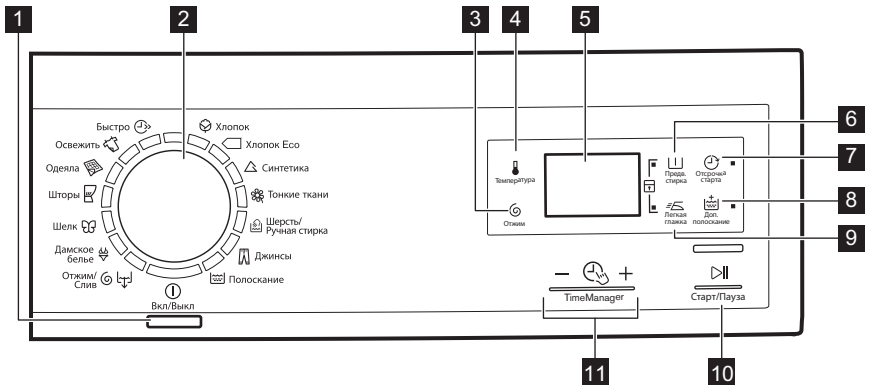 1
2
3
4
5
6
7
8
9
10
11
Быстро
Освежить
Одеяла
Шторы
Шелк
Дамское
белье
Отжим/
Слив
Вкл/Выкл
Хлопок
Хлопок Eco
Синтетика
Тонкие ткани
Шерсть/
Ручная стирка
Джинсы
Полоскание
Температура
Отжим
Предв.
стирка
Отсрочка
старта
Легкая
глажка
Доп.
полоскание
TimeManager
Старт/Пауза